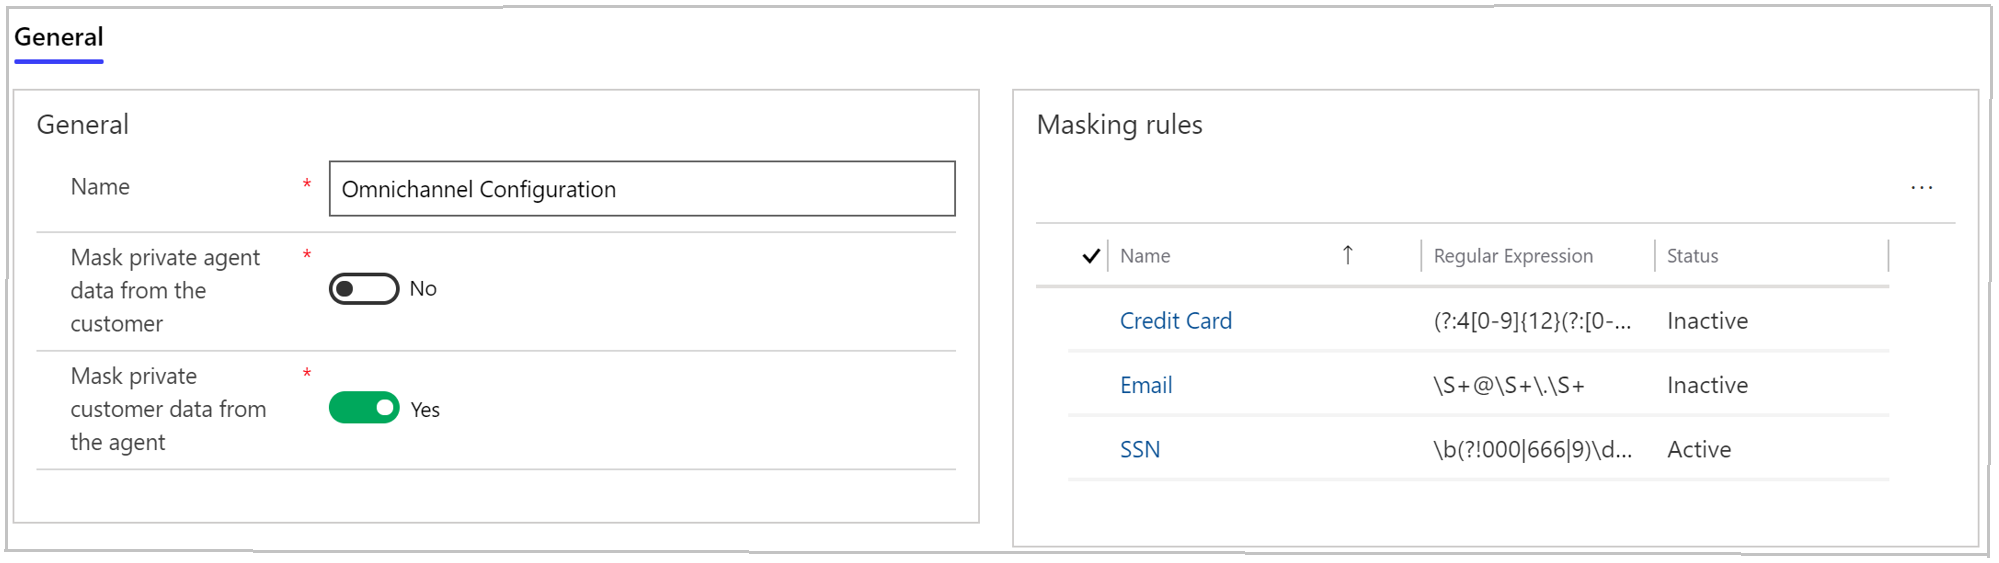 General
General
Name *
Omnichannel Configuration
Mask private agent *
data from the
customer
No
Mask private *
customer data from
the agent
Yes
Masking rules
...
Name ↑ Regular Expression Status
Credit Card (?:4[0-9]{12}(?:[0-... Inactive
Email \S+@\S+\.\S+ Inactive
SSN \b(?!000|666|9)\d... Active